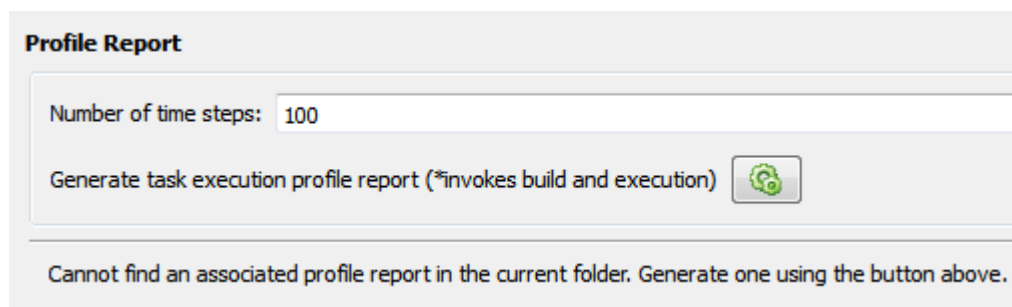 Profile Report
Number of time steps: 100
Generate task execution profile report (*invokes build and execution)
Cannot find an associated profile report in the current folder. Generate one using the button above.